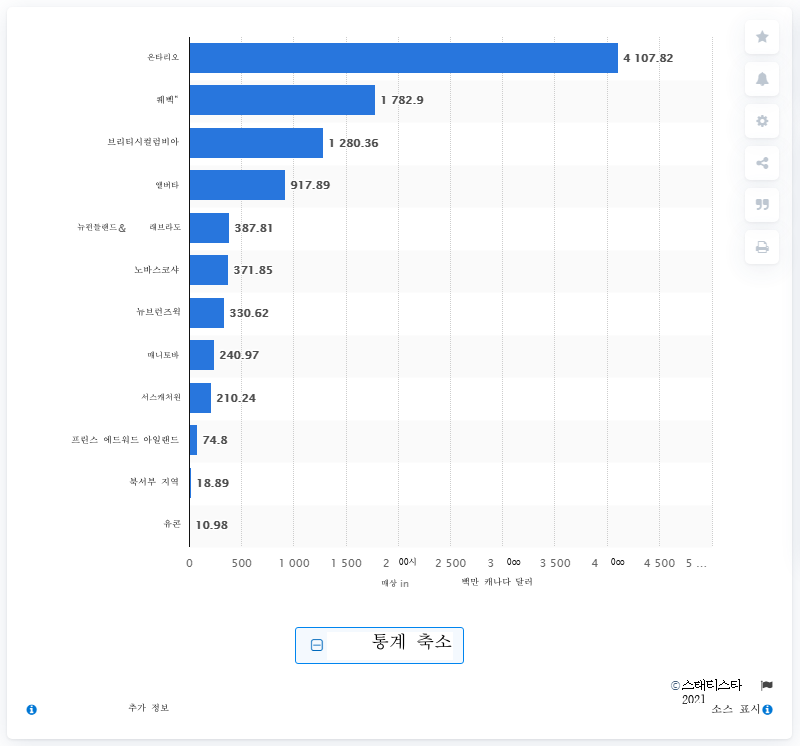 온타리오 4 107.82
퀘벡" 1 782.9
브리티시컬럼비아 1 280.36
앨버타 917.89
뉴펀들랜드& 래브라도 387.81
노바스코샤 371.85
뉴브런즈윅 330.62
매니토바 240.97
서스캐처원 210.24
프린스 에드워드 아일랜드 74.8
북서부 지역 18.89
유콘 10.98
0 500 1 000 1 500 2 00시 2 500 3 0∞ 3 500 4 0∞ 4 500 5 ...
매상 in 백만 캐나다 달러
통계 축소
© 스태티스타
2021
추가 정보 소스 표시